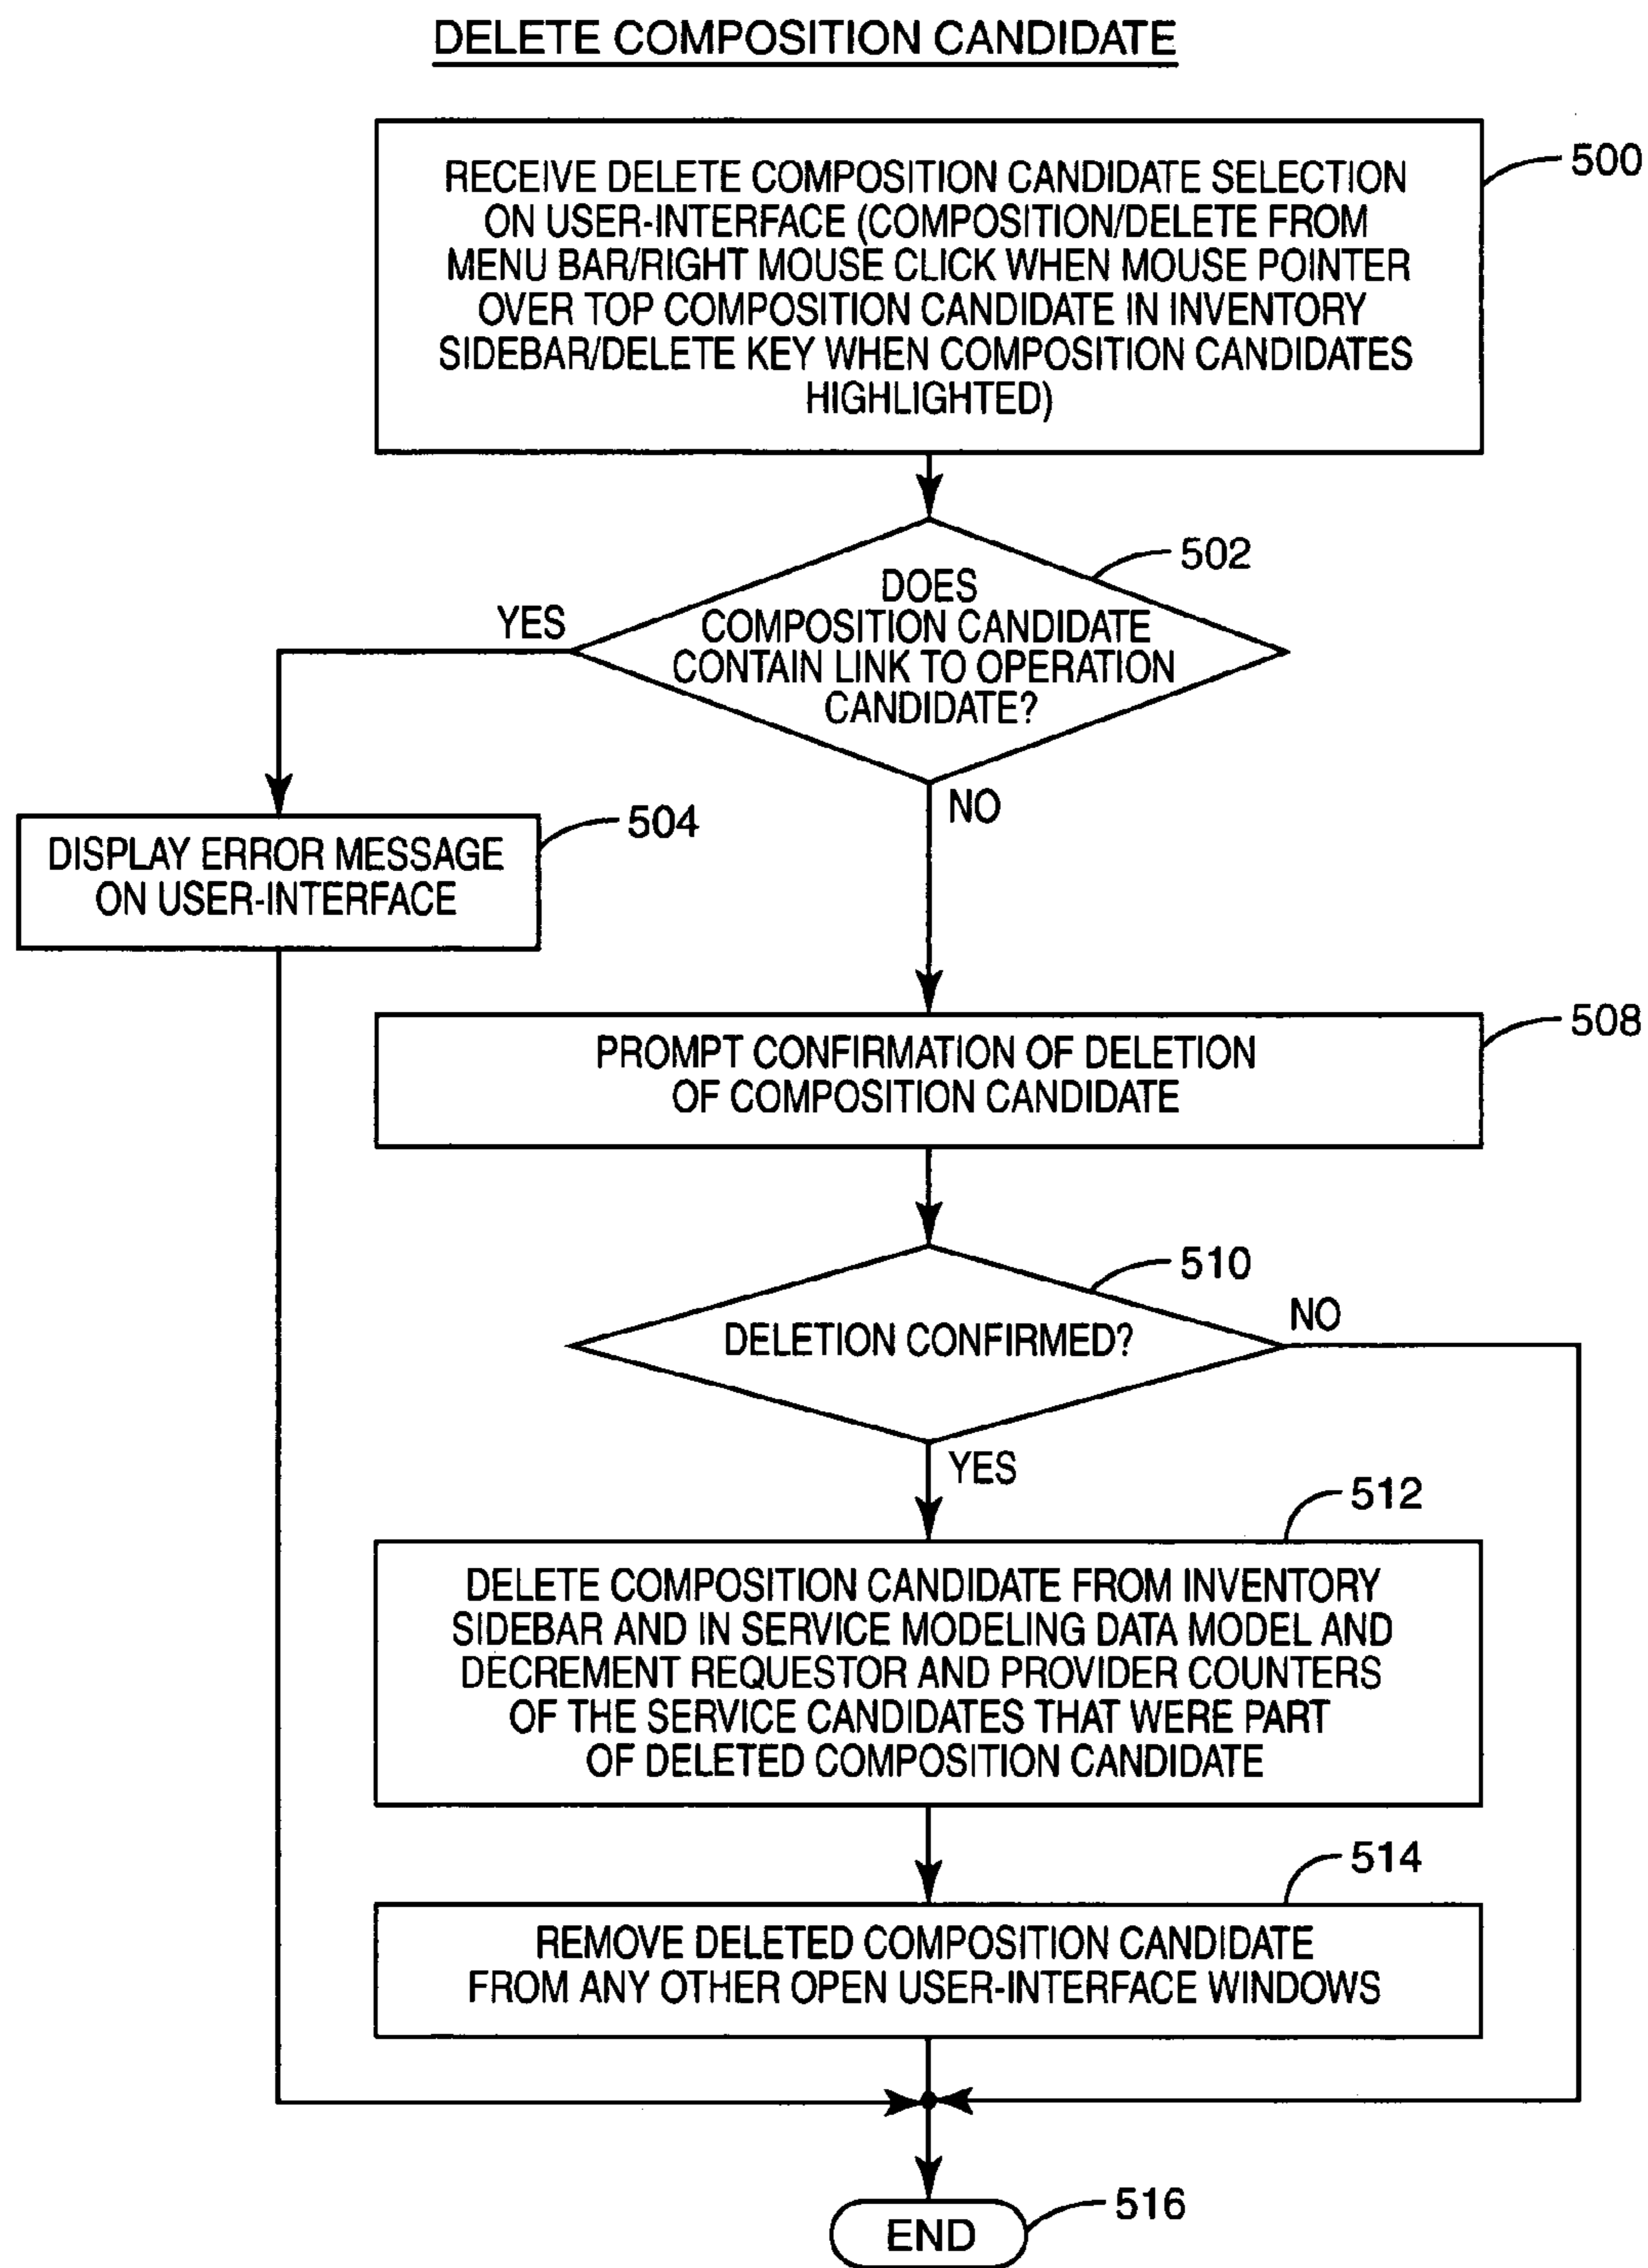 DELETE COMPOSITION CANDIDATE
RECEIVE DELETE COMPOSITION CANDIDATE SELECTION
ON USER-INTERFACE (COMPOSITION/DELETE FROM
MENU BAR/RIGHT MOUSE CLICK WHEN MOUSE POINTER
OVER TOP COMPOSITION CANDIDATE IN INVENTORY
SIDEBAR/DELETE KEY WHEN COMPOSITION CANDIDATES
HIGHLIGHTED)
500
DOES
COMPOSITION CANDIDATE
CONTAIN LINK TO OPERATION
CANDIDATE?
502
YES
NO
DISPLAY ERROR MESSAGE
ON USER-INTERFACE
504
PROMPT CONFIRMATION OF DELETION
OF COMPOSITION CANDIDATE
508
DELETION CONFIRMED?
510
NO
YES
DELETE COMPOSITION CANDIDATE FROM INVENTORY
SIDEBAR AND IN SERVICE MODELING DATA MODEL AND
DECREMENT REQUESTOR AND PROVIDER COUNTERS
OF THE SERVICE CANDIDATES THAT WERE PART
OF DELETED COMPOSITION CANDIDATE
512
REMOVE DELETED COMPOSITION CANDIDATE
FROM ANY OTHER OPEN USER-INTERFACE WINDOWS
514
END
516